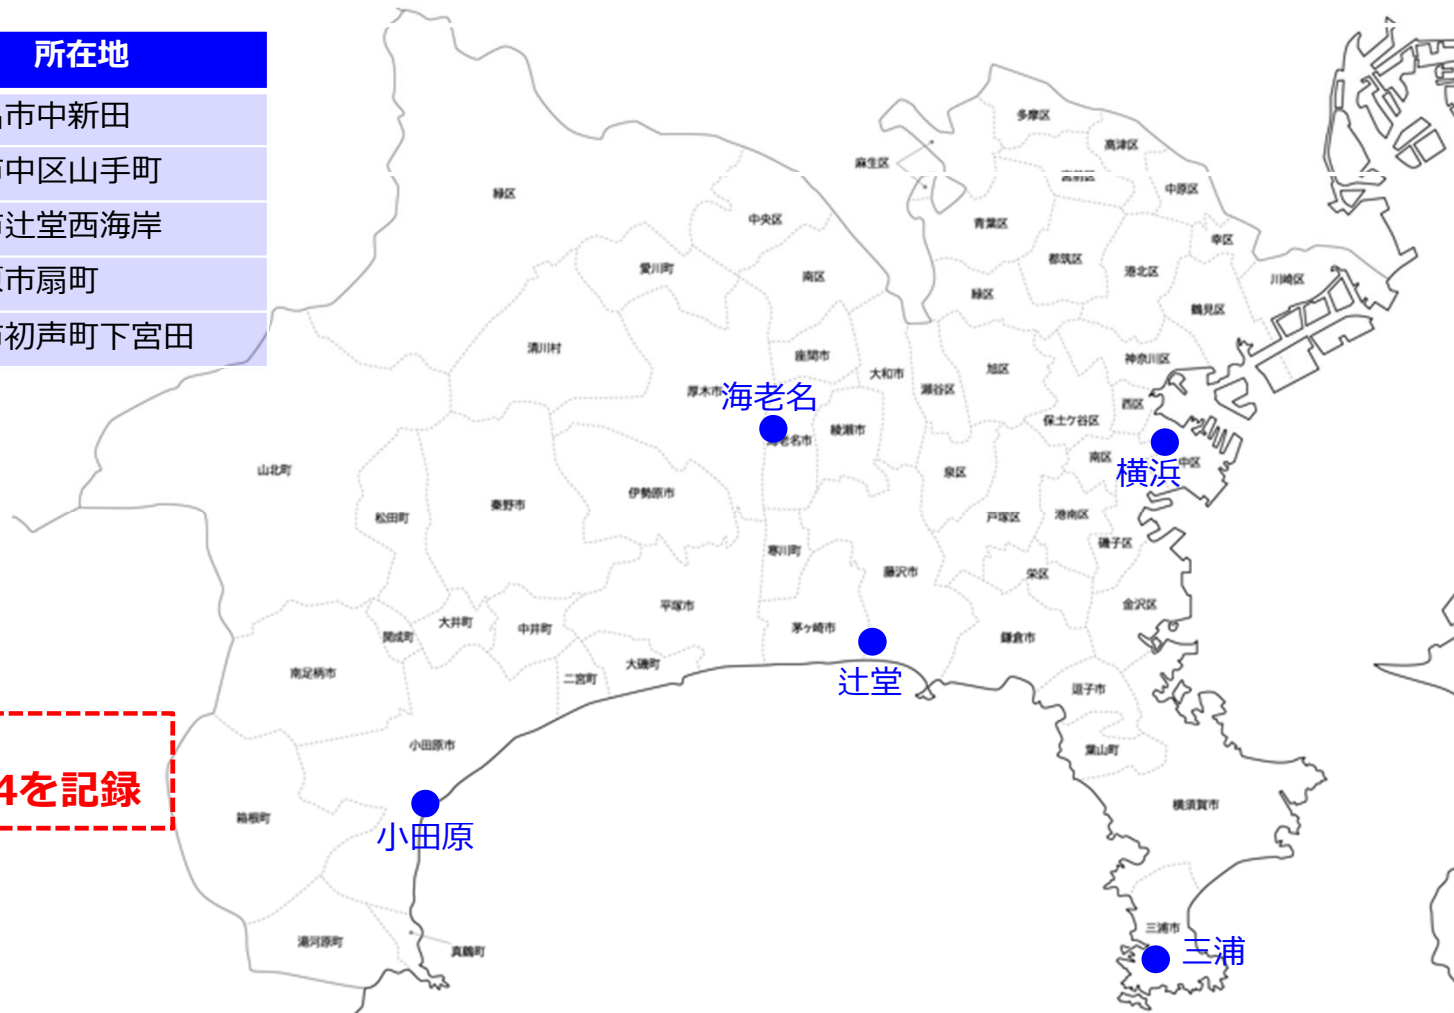 所在地
市中新田
市中区山手町
市辻堂西海岸
原市扇町
市初声町下宮田
多摩区
高津区
麻生区
宮前区
中原区
緑区
中央区
青葉区
幸区
愛川町
南区
都筑区
港北区
川崎区
緑区
鶴見区
清川村
座間市
神奈川区
大和市
旭区
瀬谷区
厚木市
海老名
西区
保土ケ谷区
綾瀬市
海老名市
南区
中区
横浜
山北町
泉区
伊勢原市
秦野市
松田町
戸塚区
港南区
磯子区
寒川町
藤沢市
栄区
平塚市
金沢区
大井町
中井町
茅ヶ崎市
開成町
鎌倉市
大磯町
南足柄市
二宮町
辻堂
逗子市
小田原市
葉山町
4を記録
横須賀市
箱根町
小田原
三浦市
湯河原町
真鶴町
三浦